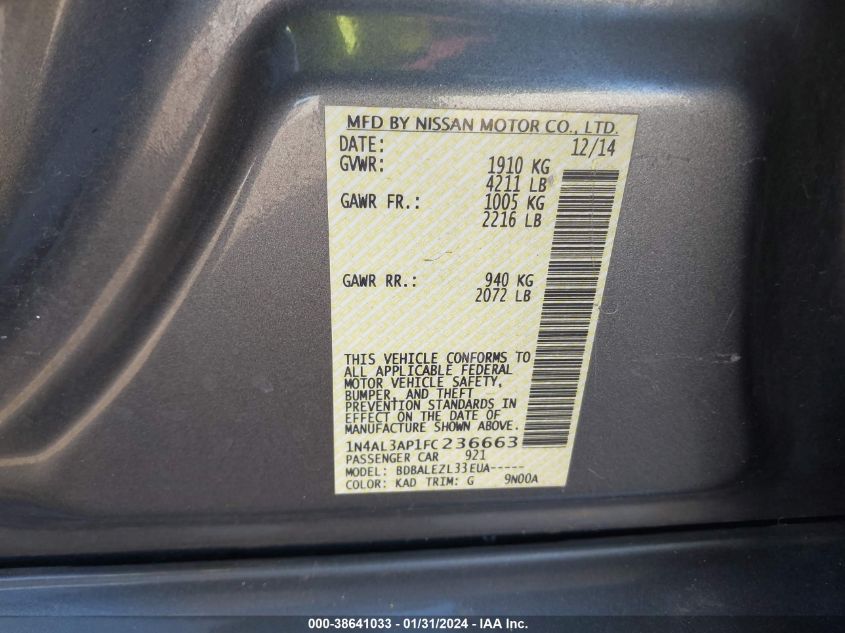 MFD BY NISSAN MOTOR CO., LTD.
DATE: 12/14
GVWR: 1910 KG
4211 LB
GAWR FR.: 1005 KG
2216 LB
GAWR RR.: 940 KG
2072 LB
THIS VEHICLE CONFORMS TO
ALL APPLICABLE FEDERAL
MOTOR VEHICLE SAFETY,
BUMPER, AND THEFT
PREVENTION STANDARDS IN
EFFECT ON THE DATE OF
MANUFACTURE SHOWN ABOVE.
1N4AL3AP1FC236663
PASSENGER CAR 921
MODEL: BDBALEZL33EUA-----
COLOR: KAD TRIM: G 9N00A
000-38641033 - 01/31/2024 - IAA Inc.